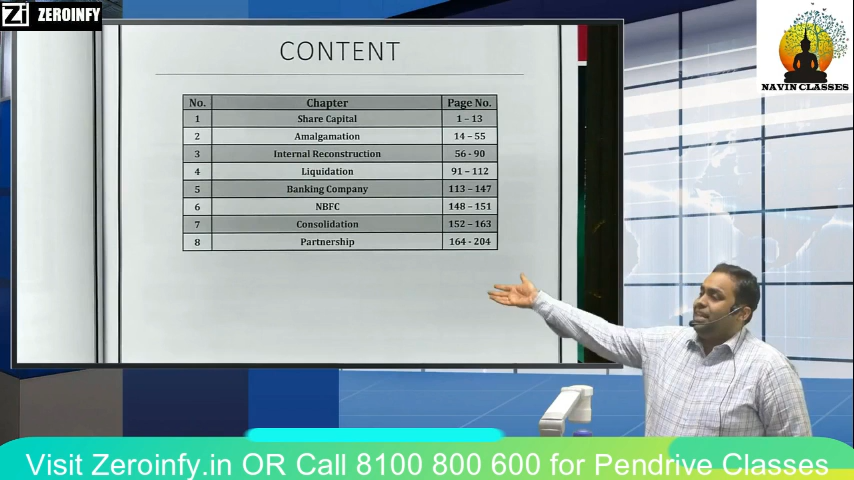 Zi ZEROINFY
NAVIN CLASSES
CONTENT
No. Chapter Page No.
1 Share Capital 1 – 13
2 Amalgamation 14 – 55
3 Internal Reconstruction 56 - 90
4 Liquidation 91 – 112
5 Banking Company 113 – 147
6 NBFC 148 – 151
7 Consolidation 152 – 163
8 Partnership 164 - 204
Visit Zeroinfy.in OR Call 8100 800 600 for Pendrive Classes